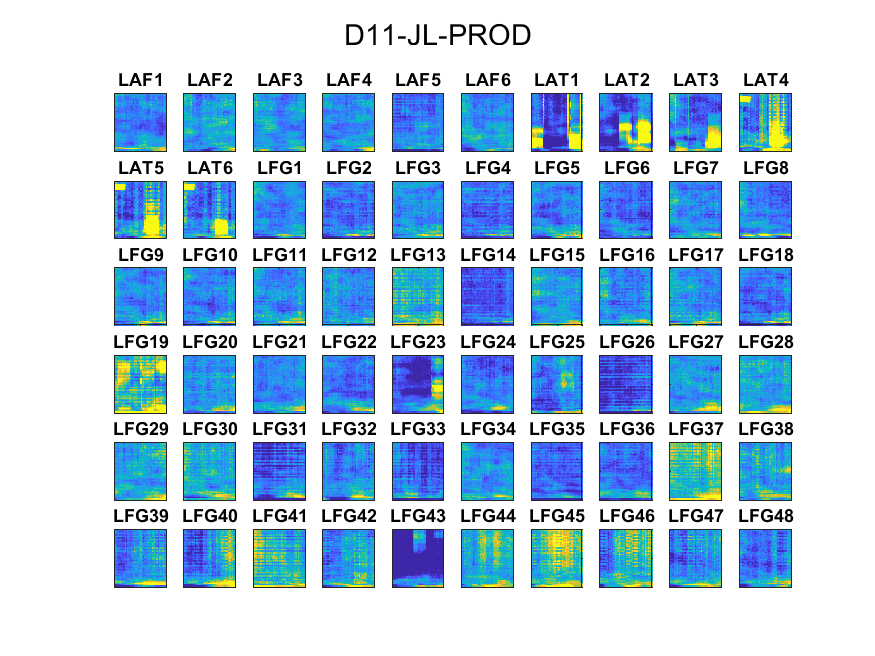 D11-JL-PROD
LAF1 LAF2 LAF3 LAF4 LAF5 LAF6 LAT1 LAT2 LAT3 LAT4
LAT5 LAT6 LFG1 LFG2 LFG3 LFG4 LFG5 LFG6 LFG7 LFG8
LFG9 LFG10 LFG11 LFG12 LFG13 LFG14 LFG15 LFG16 LFG17 LFG18
LFG19 LFG20 LFG21 LFG22 LFG23 LFG24 LFG25 LFG26 LFG27 LFG28
LFG29 LFG30 LFG31 LFG32 LFG33 LFG34 LFG35 LFG36 LFG37 LFG38
LFG39 LFG40 LFG41 LFG42 LFG43 LFG44 LFG45 LFG46 LFG47 LFG48